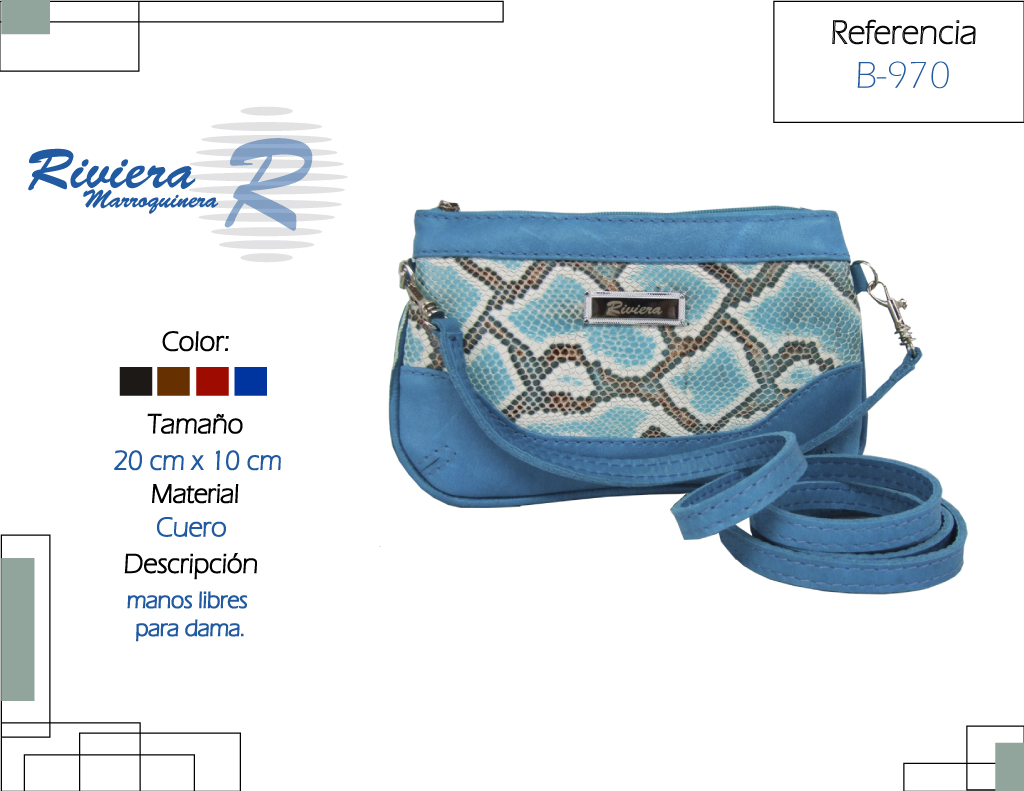 Referencia
B-970
Riviera
Marroquinera
R
Riviera
Color:
Tamaño
20 cm x 10 cm
Material
Cuero
Descripción
manos libres
para dama.